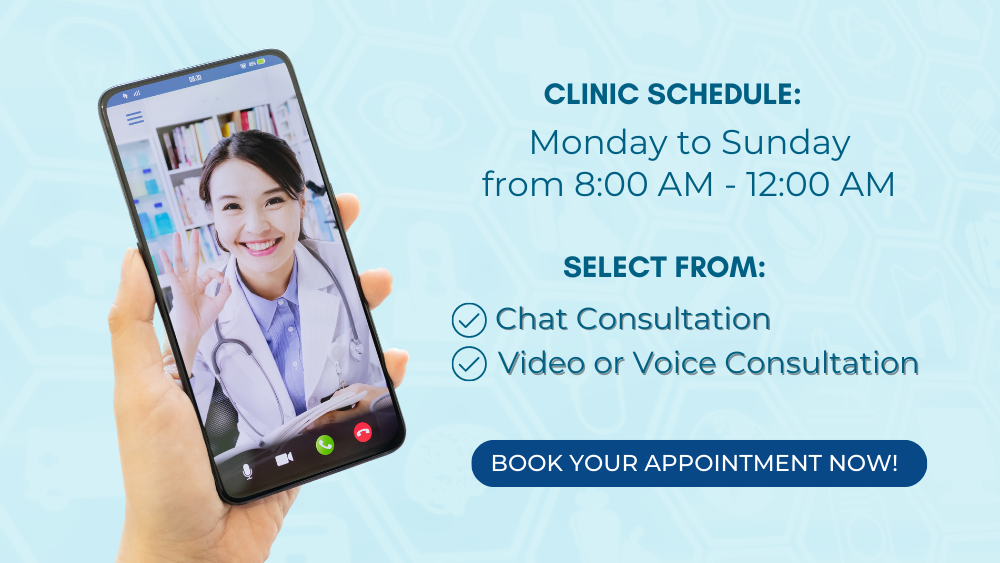 CLINIC SCHEDULE:
Monday to Sunday
from 8:00 AM - 12:00 AM
SELECT FROM:
Chat Consultation
Video or Voice Consultation
BOOK YOUR APPOINTMENT NOW!